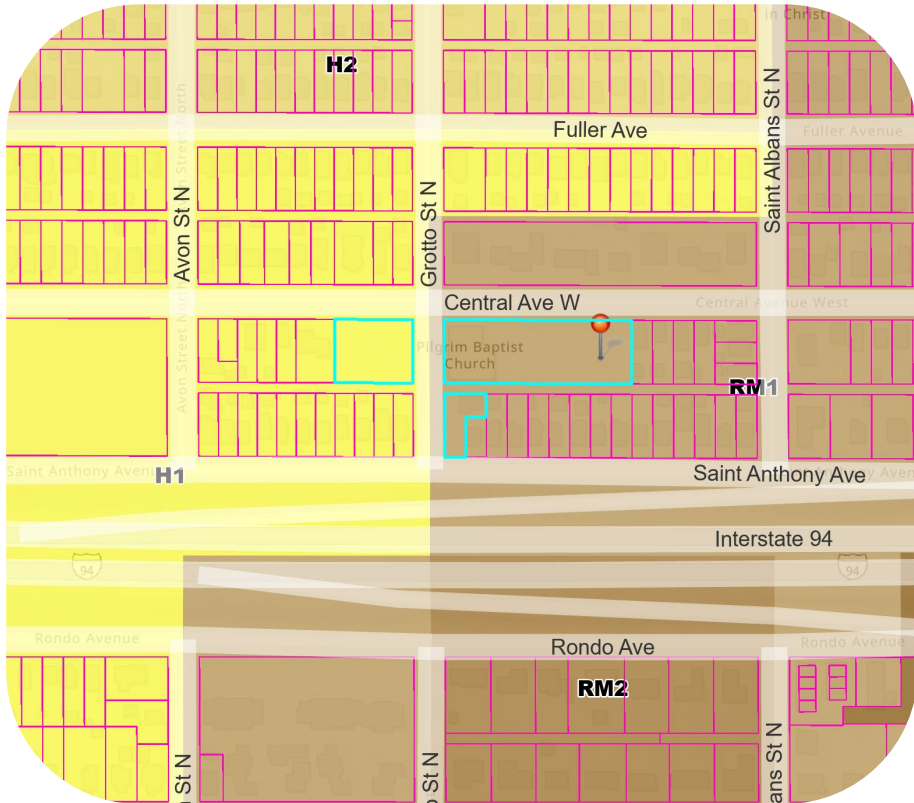 in Christ
H2
Fuller Ave
Fuller Avenue
Avon Street North
Saint Albans St N
Avon St N
Grotto St N
Central Ave W
Central Avenue West
Pilgrim Baptist
Church
RM1
Saint Anthony Avenue
H1
Saint Anthony Ave
Interstate 94
94
94
Rondo Avenue
Rondo Ave
Rondo Avenue
RM2
St N
St N
ans St N